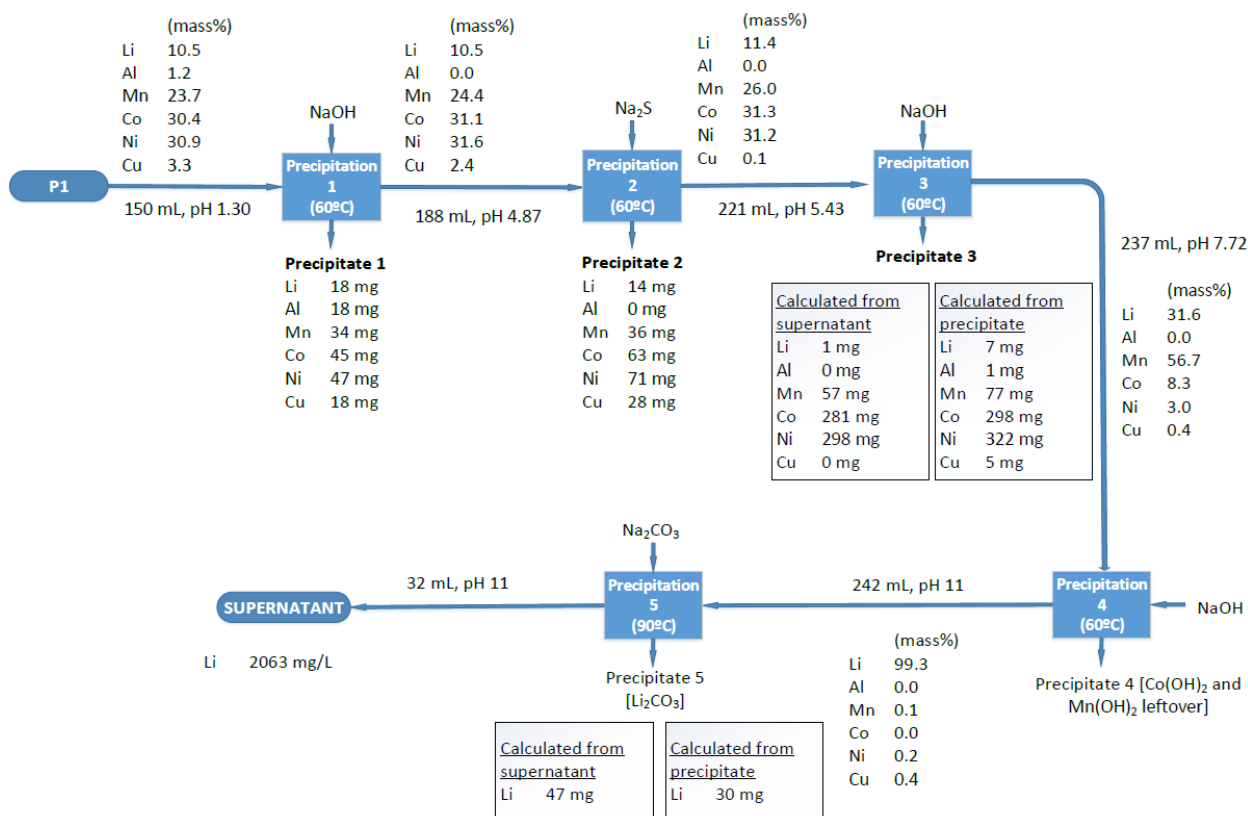 (mass%)
Li 10.5
Al 1.2
Mn 23.7
Co 30.4
Ni 30.9
Cu 3.3
(mass%)
Li 10.5
Al 0.0
Mn 24.4
Co 31.1
Ni 31.6
Cu 2.4
(mass%)
Li 11.4
Al 0.0
Mn 26.0
Co 31.3
Ni 31.2
Cu 0.1
NaOH
Na₂S
NaOH
P1
150 mL, pH 1.30
Precipitation
1
(60ºC)
188 mL, pH 4.87
Precipitation
2
(60ºC)
221 mL, pH 5.43
Precipitation
3
(60ºC)
237 mL, pH 7.72
(mass%)
Li 31.6
Al 0.0
Mn 56.7
Co 8.3
Ni 3.0
Cu 0.4
Precipitate 1
Li 18 mg
Al 18 mg
Mn 34 mg
Co 45 mg
Ni 47 mg
Cu 18 mg
Precipitate 2
Li 14 mg
Al 0 mg
Mn 36 mg
Co 63 mg
Ni 71 mg
Cu 28 mg
Precipitate 3
Calculated from
supernatant
Li 1 mg
Al 0 mg
Mn 57 mg
Co 281 mg
Ni 298 mg
Cu 0 mg
Calculated from
precipitate
Li 7 mg
Al 1 mg
Mn 77 mg
Co 298 mg
Ni 322 mg
Cu 5 mg
Na₂CO₃
SUPERNATANT
Li 2063 mg/L
32 mL, pH 11
Precipitation
5
(90ºC)
242 mL, pH 11
Precipitation
4
(60ºC)
NaOH
(mass%)
Li 99.3
Al 0.0
Mn 0.1
Co 0.0
Ni 0.2
Cu 0.4
Precipitate 5
[Li₂CO₃]
Precipitate 4 [Co(OH)₂ and
Mn(OH)₂ leftover]
Calculated from
supernatant
Li 47 mg
Calculated from
precipitate
Li 30 mg